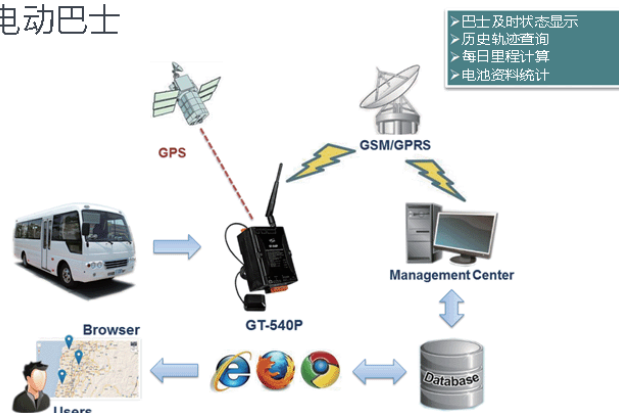 电动巴士
➢巴士及时状态显示
➢历史轨迹查询
➢每日里程计算
➢电池资料统计
GPS
GSM/GPRS
Management Center
GT-540P
Browser
Database
Users